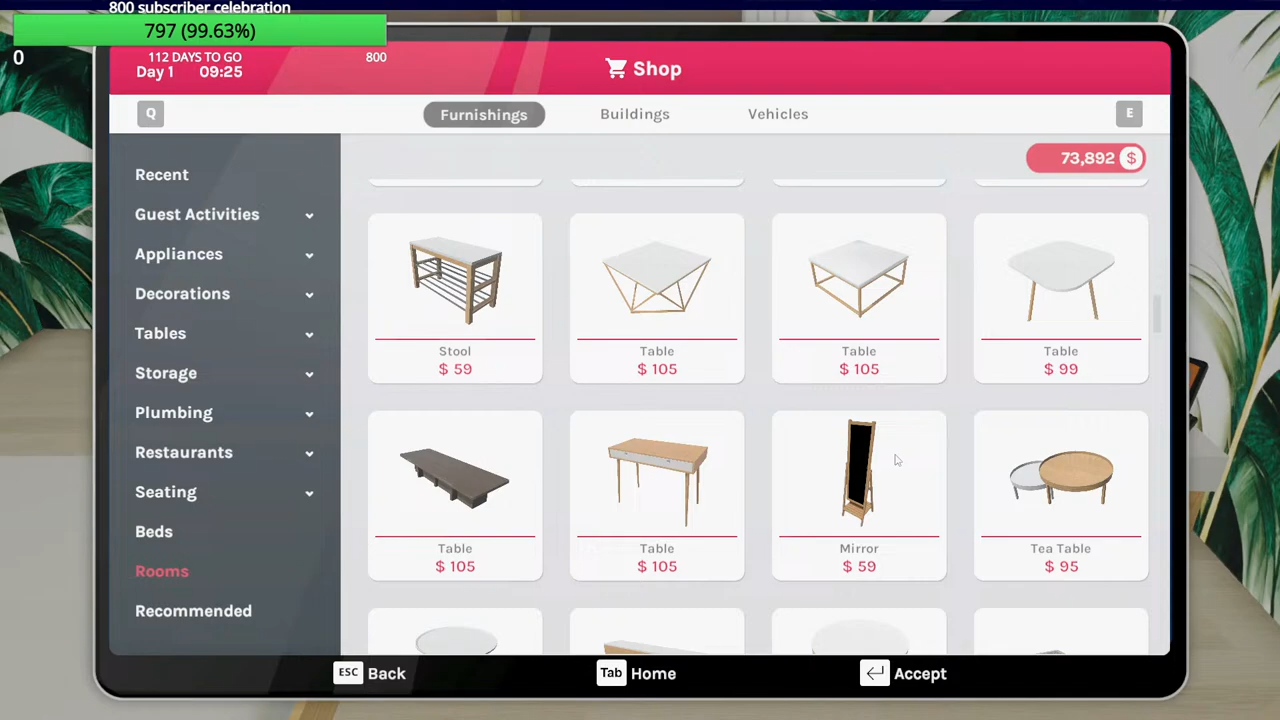 800 subscriber celebration
797 (99.63%)
0
112 DAYS TO GO
800
Day 1 09:25
Shop
Q
Furnishings
Buildings
Vehicles
E
73,892 $
Recent
Guest Activities
Appliances
Decorations
Tables
Storage
Plumbing
Restaurants
Seating
Beds
Rooms
Recommended
Stool
$ 59
Table
$ 105
Table
$ 105
Table
$ 99
Table
$ 105
Table
$ 105
Mirror
$ 59
Tea Table
$ 95
ESC Back
Tab Home
Accept